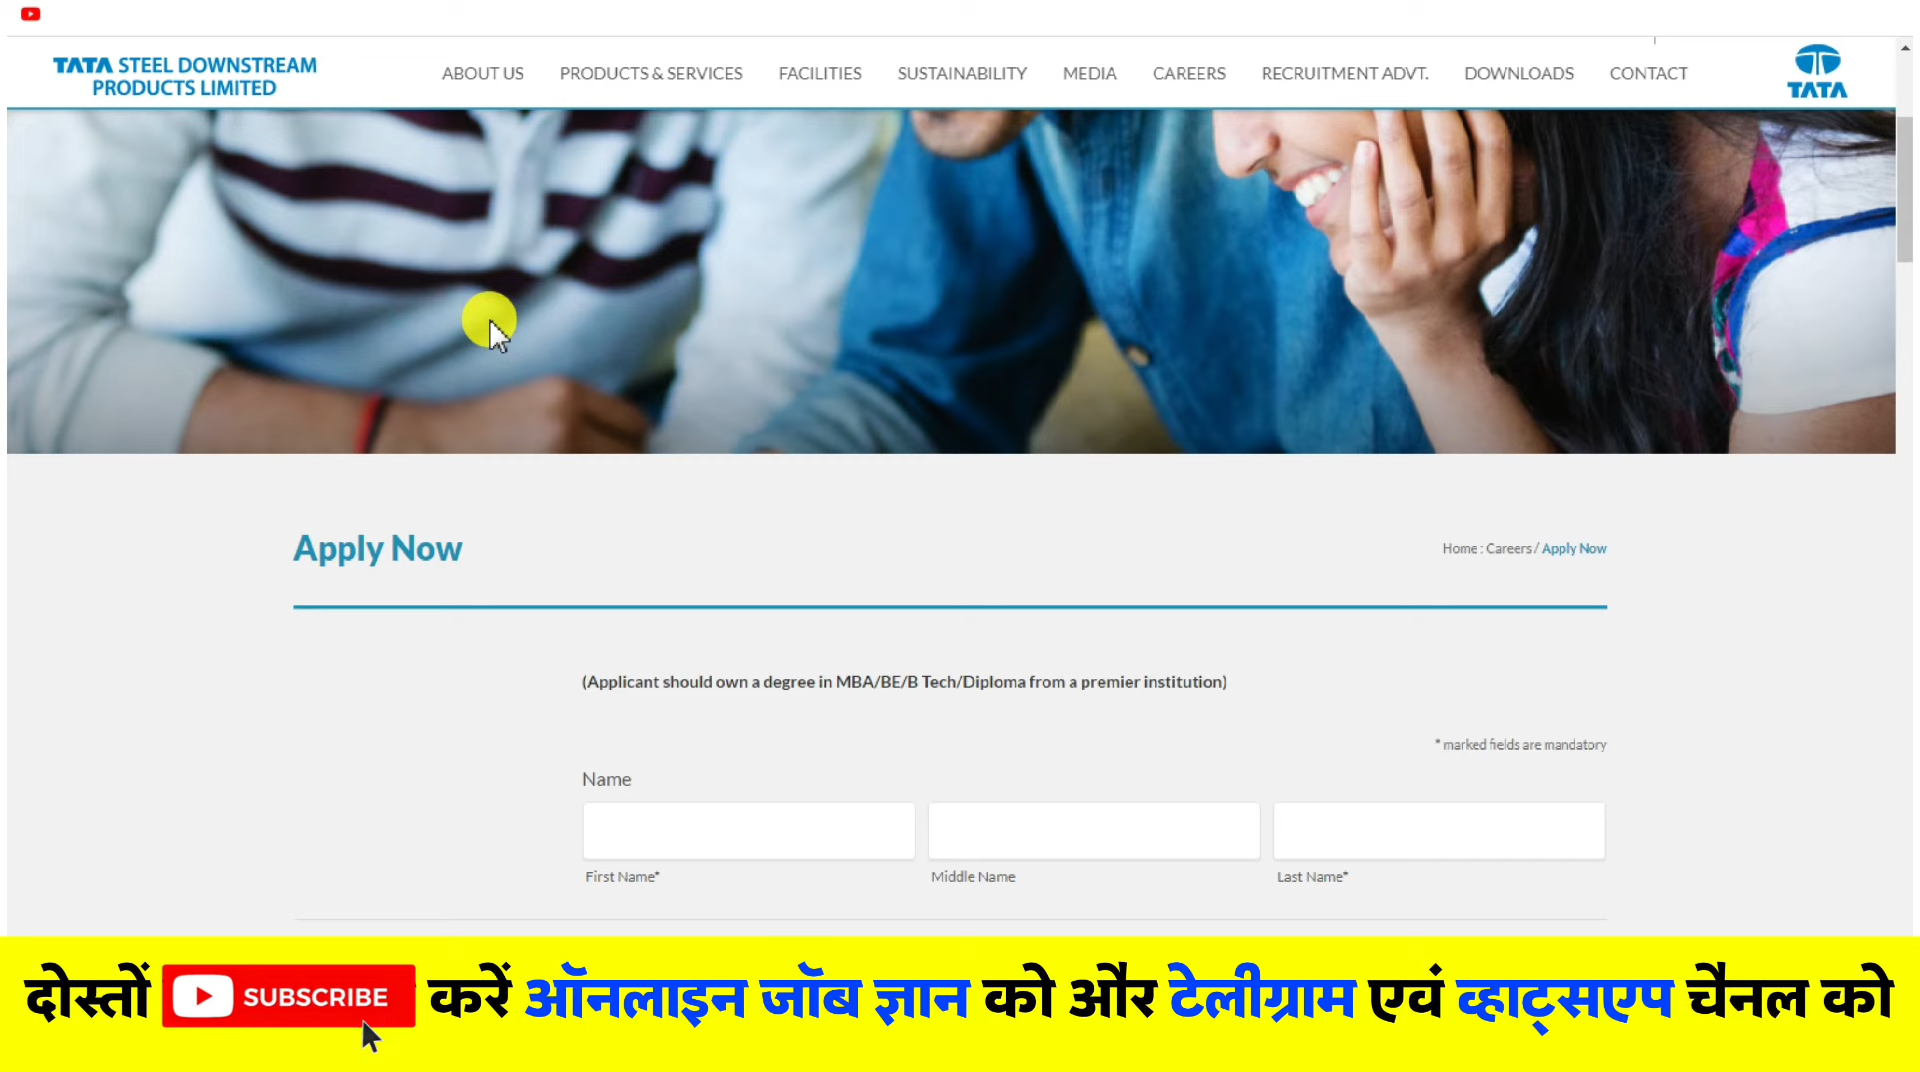 TATA STEEL DOWNSTREAM
PRODUCTS LIMITED
ABOUT US PRODUCTS & SERVICES FACILITIES SUSTAINABILITY MEDIA CAREERS RECRUITMENT ADVT. DOWNLOADS CONTACT
TATA
Apply Now
Home : Careers / Apply Now
(Applicant should own a degree in MBA/BE/B Tech/Diploma from a premier institution)
* marked fields are mandatory
Name
First Name* Middle Name Last Name*
दोस्तों SUBSCRIBE करें ऑनलाइन जॉब ज्ञान को और टेलीग्राम एवं व्हाट्सएप चैनल को